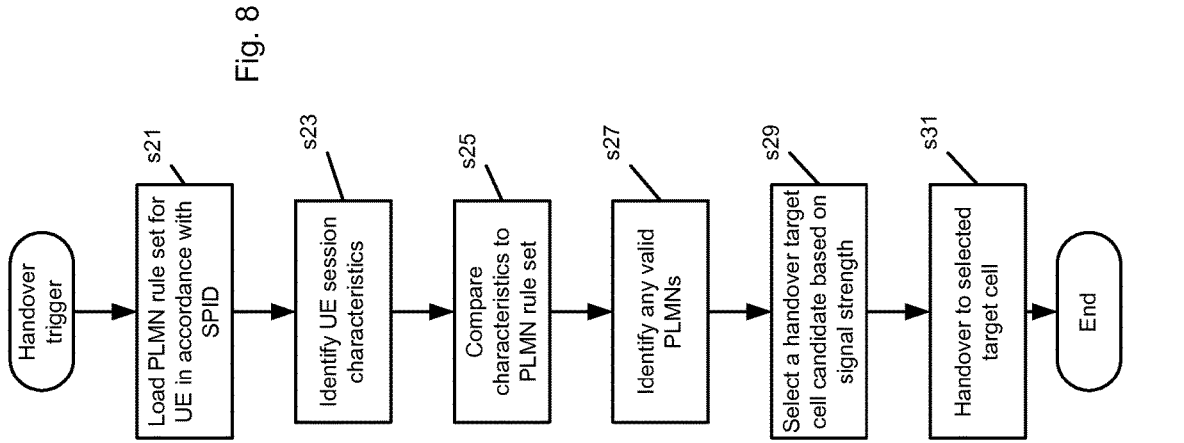 Fig. 8
Handover
trigger
s21
Load PLMN rule set for
UE in accordance with
SPID
s23
Identify UE session
characteristics
s25
Compare
characteristics to
PLMN rule set
s27
Identify any valid
PLMNs
s29
Select a handover target
cell candidate based on
signal strength
s31
Handover to selected
target cell
End